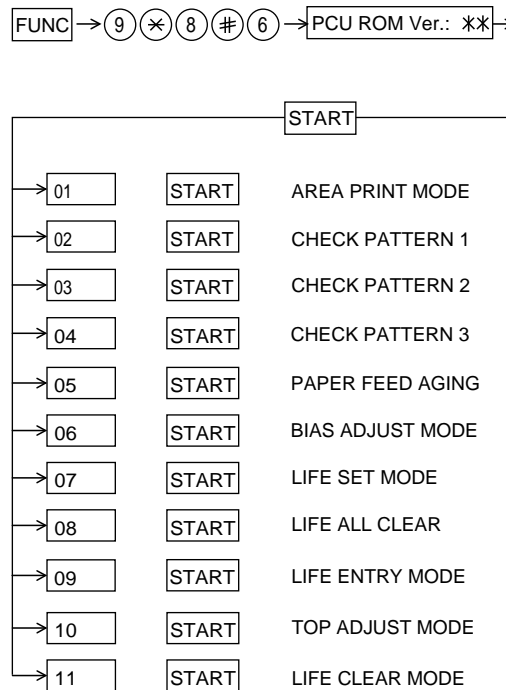 FUNC 9 * 8 # 6 PCU ROM Ver.: **
START
01 START AREA PRINT MODE
02 START CHECK PATTERN 1
03 START CHECK PATTERN 2
04 START CHECK PATTERN 3
05 START PAPER FEED AGING
06 START BIAS ADJUST MODE
07 START LIFE SET MODE
08 START LIFE ALL CLEAR
09 START LIFE ENTRY MODE
10 START TOP ADJUST MODE
11 START LIFE CLEAR MODE